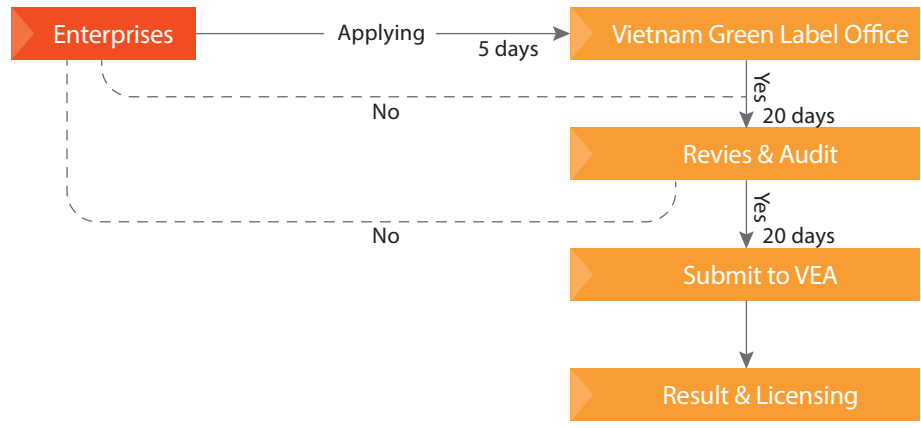 Enterprises
Applying
5 days
Vietnam Green Label Office
No
Yes
20 days
Revies & Audit
No
Yes
20 days
Submit to VEA
Result & Licensing